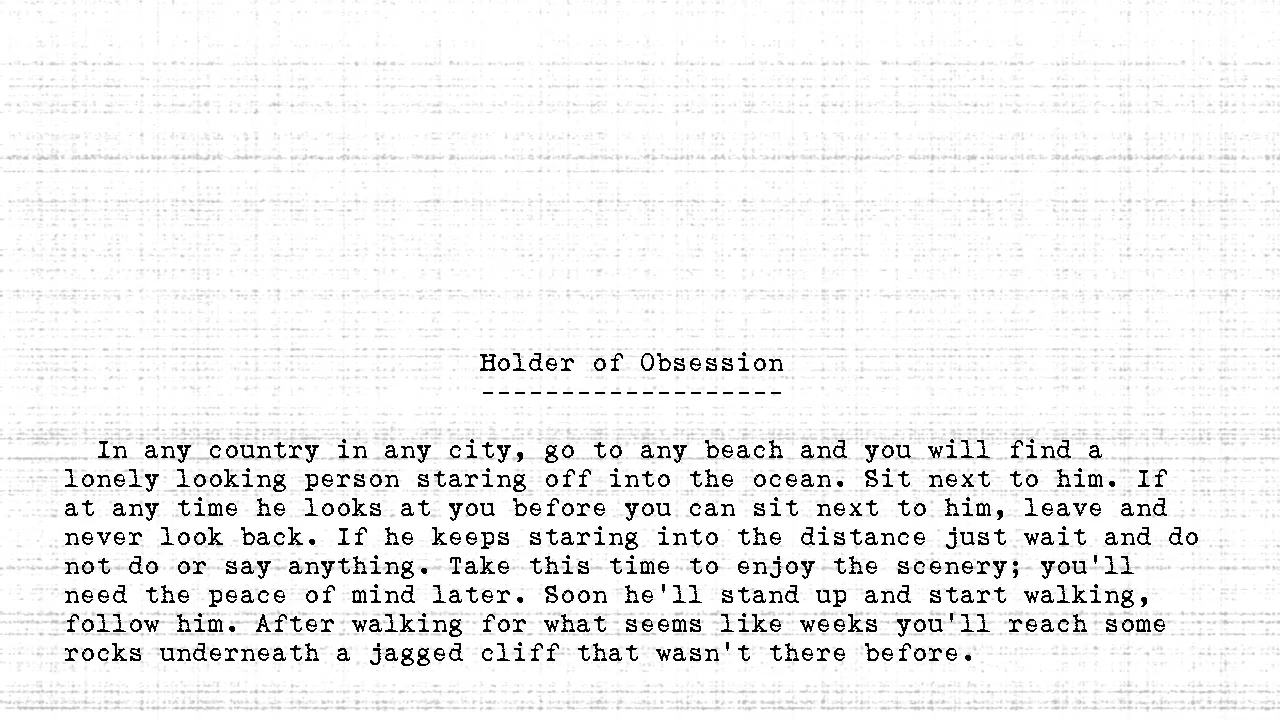 Holder of Obsession
-------------------
In any country in any city, go to any beach and you will find a
lonely looking person staring off into the ocean. Sit next to him. If
at any time he looks at you before you can sit next to him, leave and
never look back. If he keeps staring into the distance just wait and do
not do or say anything. Take this time to enjoy the scenery; you'll
need the peace of mind later. Soon he'll stand up and start walking,
follow him. After walking for what seems like weeks you'll reach some
rocks underneath a jagged cliff that wasn't there before.